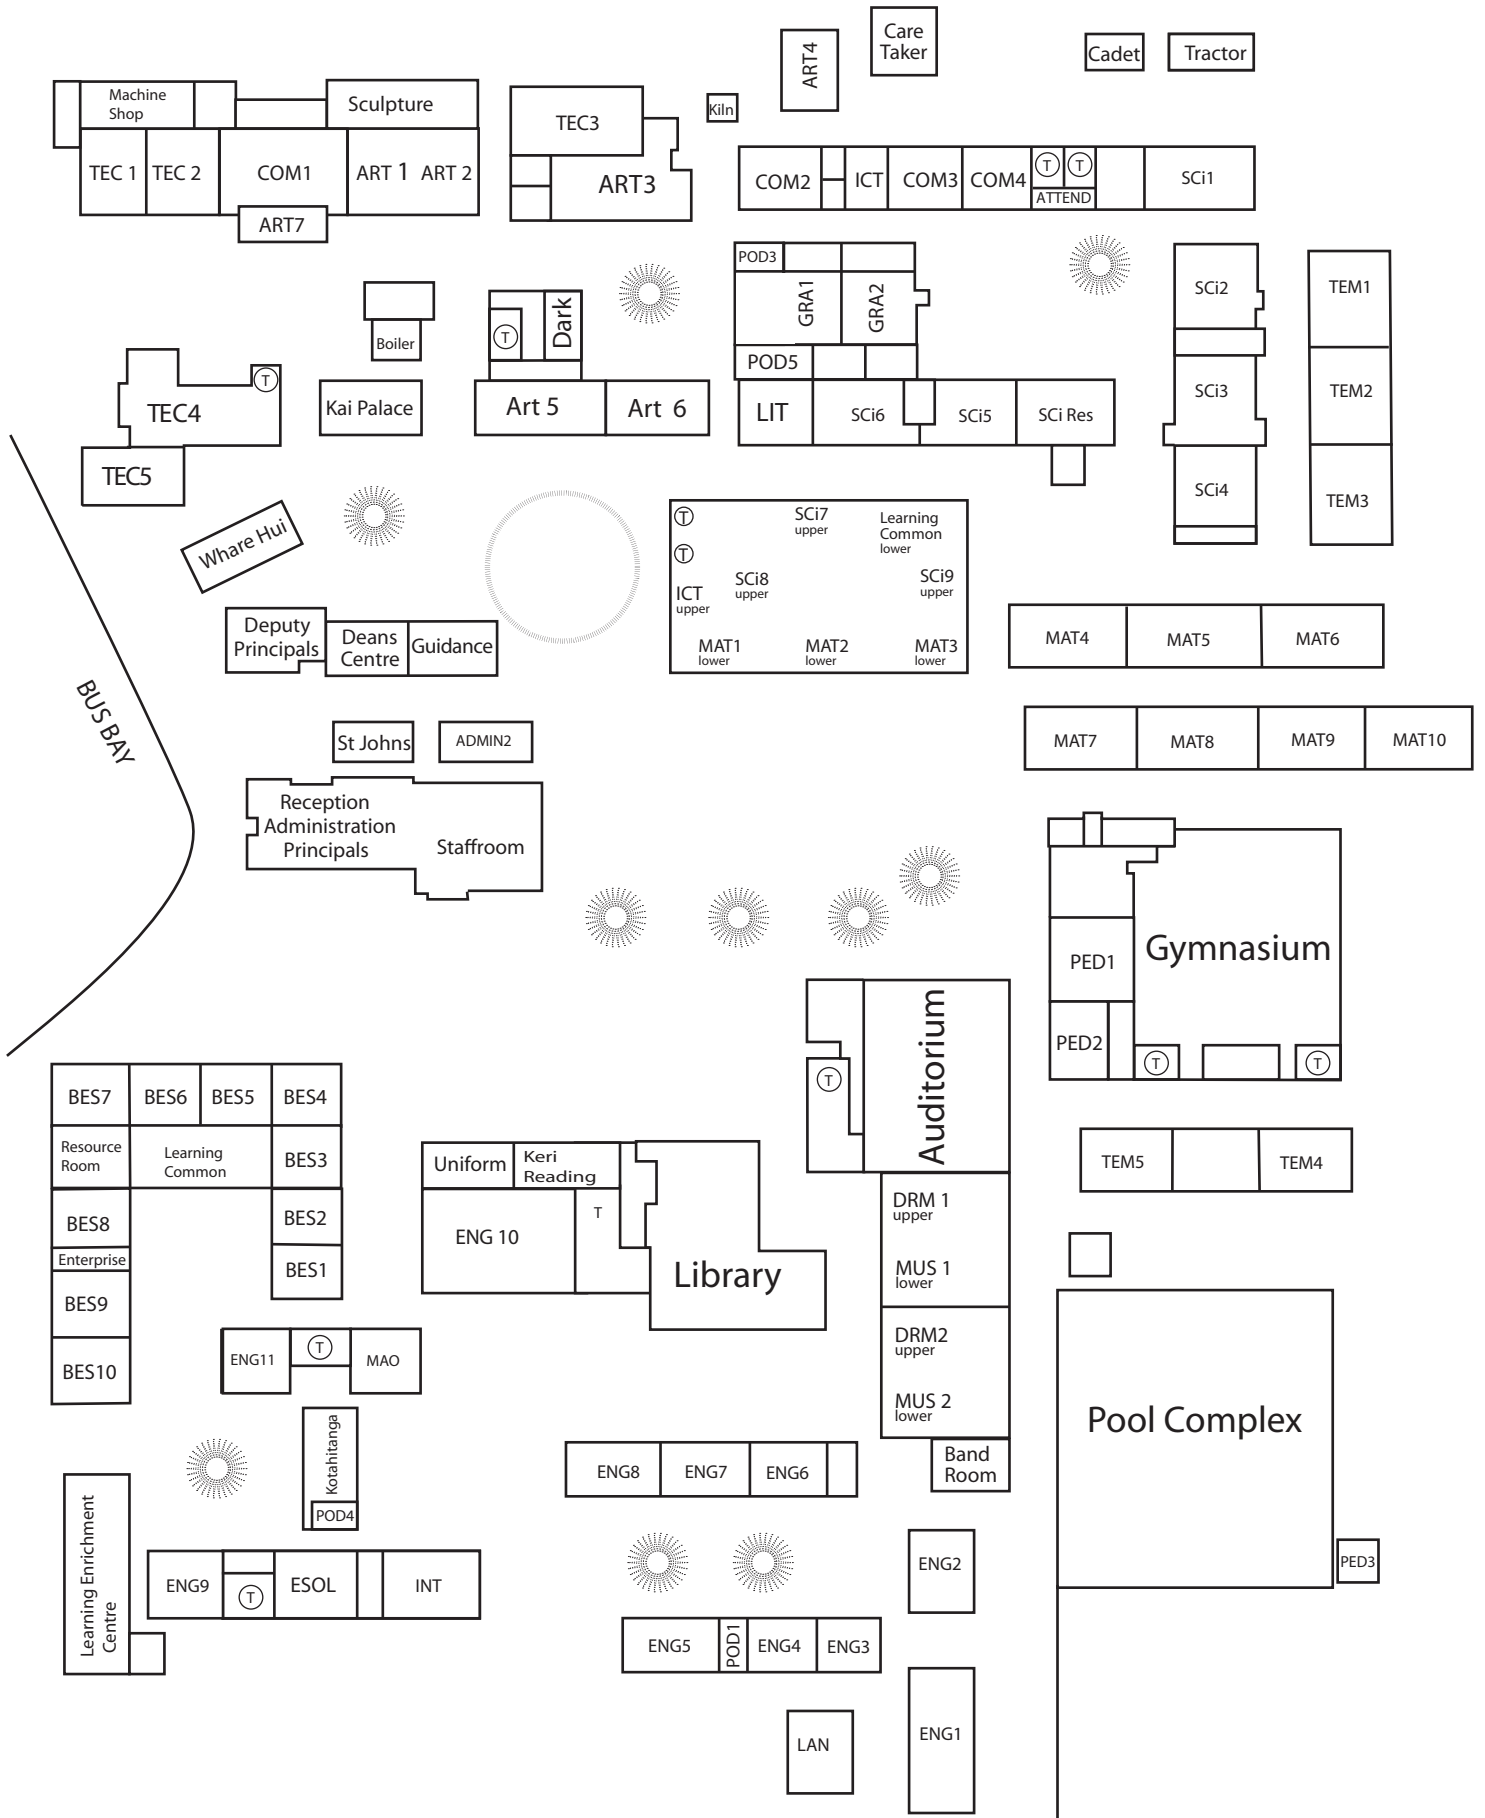 Care
Taker
ART4
Cadet
Tractor
Kiln
Machine
Shop
Sculpture
TEC 1
TEC 2
COM1
ART 1
ART 2
ART7
TEC3
ART3
COM2
ICT
COM3
COM4
T
T
ATTEND
SCi1
POD3
GRA1
GRA2
POD5
LIT
SCi6
SCi5
SCi Res
SCi2
SCi3
SCi4
TEM1
TEM2
TEM3
Boiler
Kai Palace
T
Dark
Art 5
Art 6
T
TEC4
TEC5
Whare Hui
BUS BAY
Deputy
Principals
Deans
Centre
Guidance
T
T
SCi7
upper
Learning
Common
lower
ICT
upper
SCi8
upper
SCi9
upper
MAT1
lower
MAT2
lower
MAT3
lower
MAT4
MAT5
MAT6
MAT7
MAT8
MAT9
MAT10
St Johns
ADMIN2
Reception
Administration
Principals
Staffroom
Gymnasium
PED1
PED2
T
T
Auditorium
T
DRM 1
upper
MUS 1
lower
DRM2
upper
MUS 2
lower
Band
Room
TEM5
TEM4
Pool Complex
PED3
BES7
BES6
BES5
BES4
Resource
Room
Learning
Common
BES3
BES8
BES2
Enterprise
BES1
BES9
BES10
Uniform
Keri
Reading
ENG 10
T
Library
ENG11
T
MAO
Kotahitanga
POD4
Learning Enrichment
Centre
ENG9
T
ESOL
INT
ENG8
ENG7
ENG6
ENG5
POD1
ENG4
ENG3
ENG2
ENG1
LAN